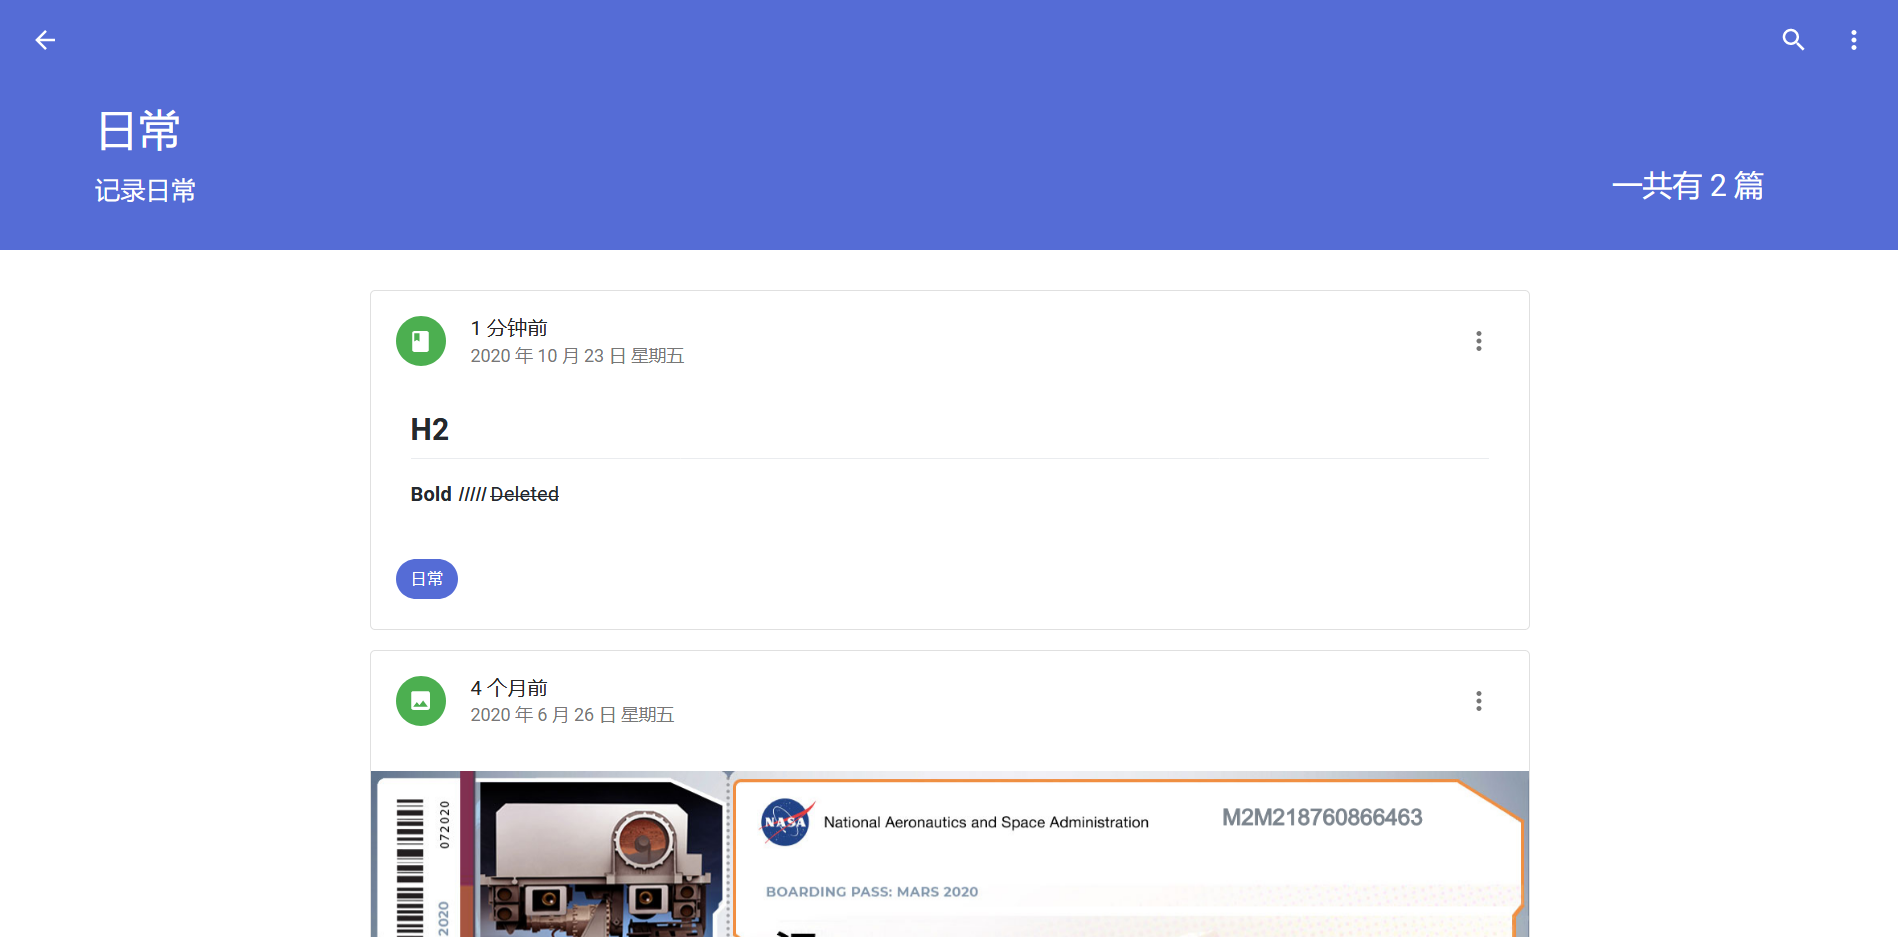 日常
记录日常
一共有 2 篇
1 分钟前
2020 年 10 月 23 日 星期五
H2
Bold ///// Deleted
日常
4 个月前
2020 年 6 月 26 日 星期五
072020
2020
NASA
National Aeronautics and Space Administration
M2M218760866463
BOARDING PASS: MARS 2020